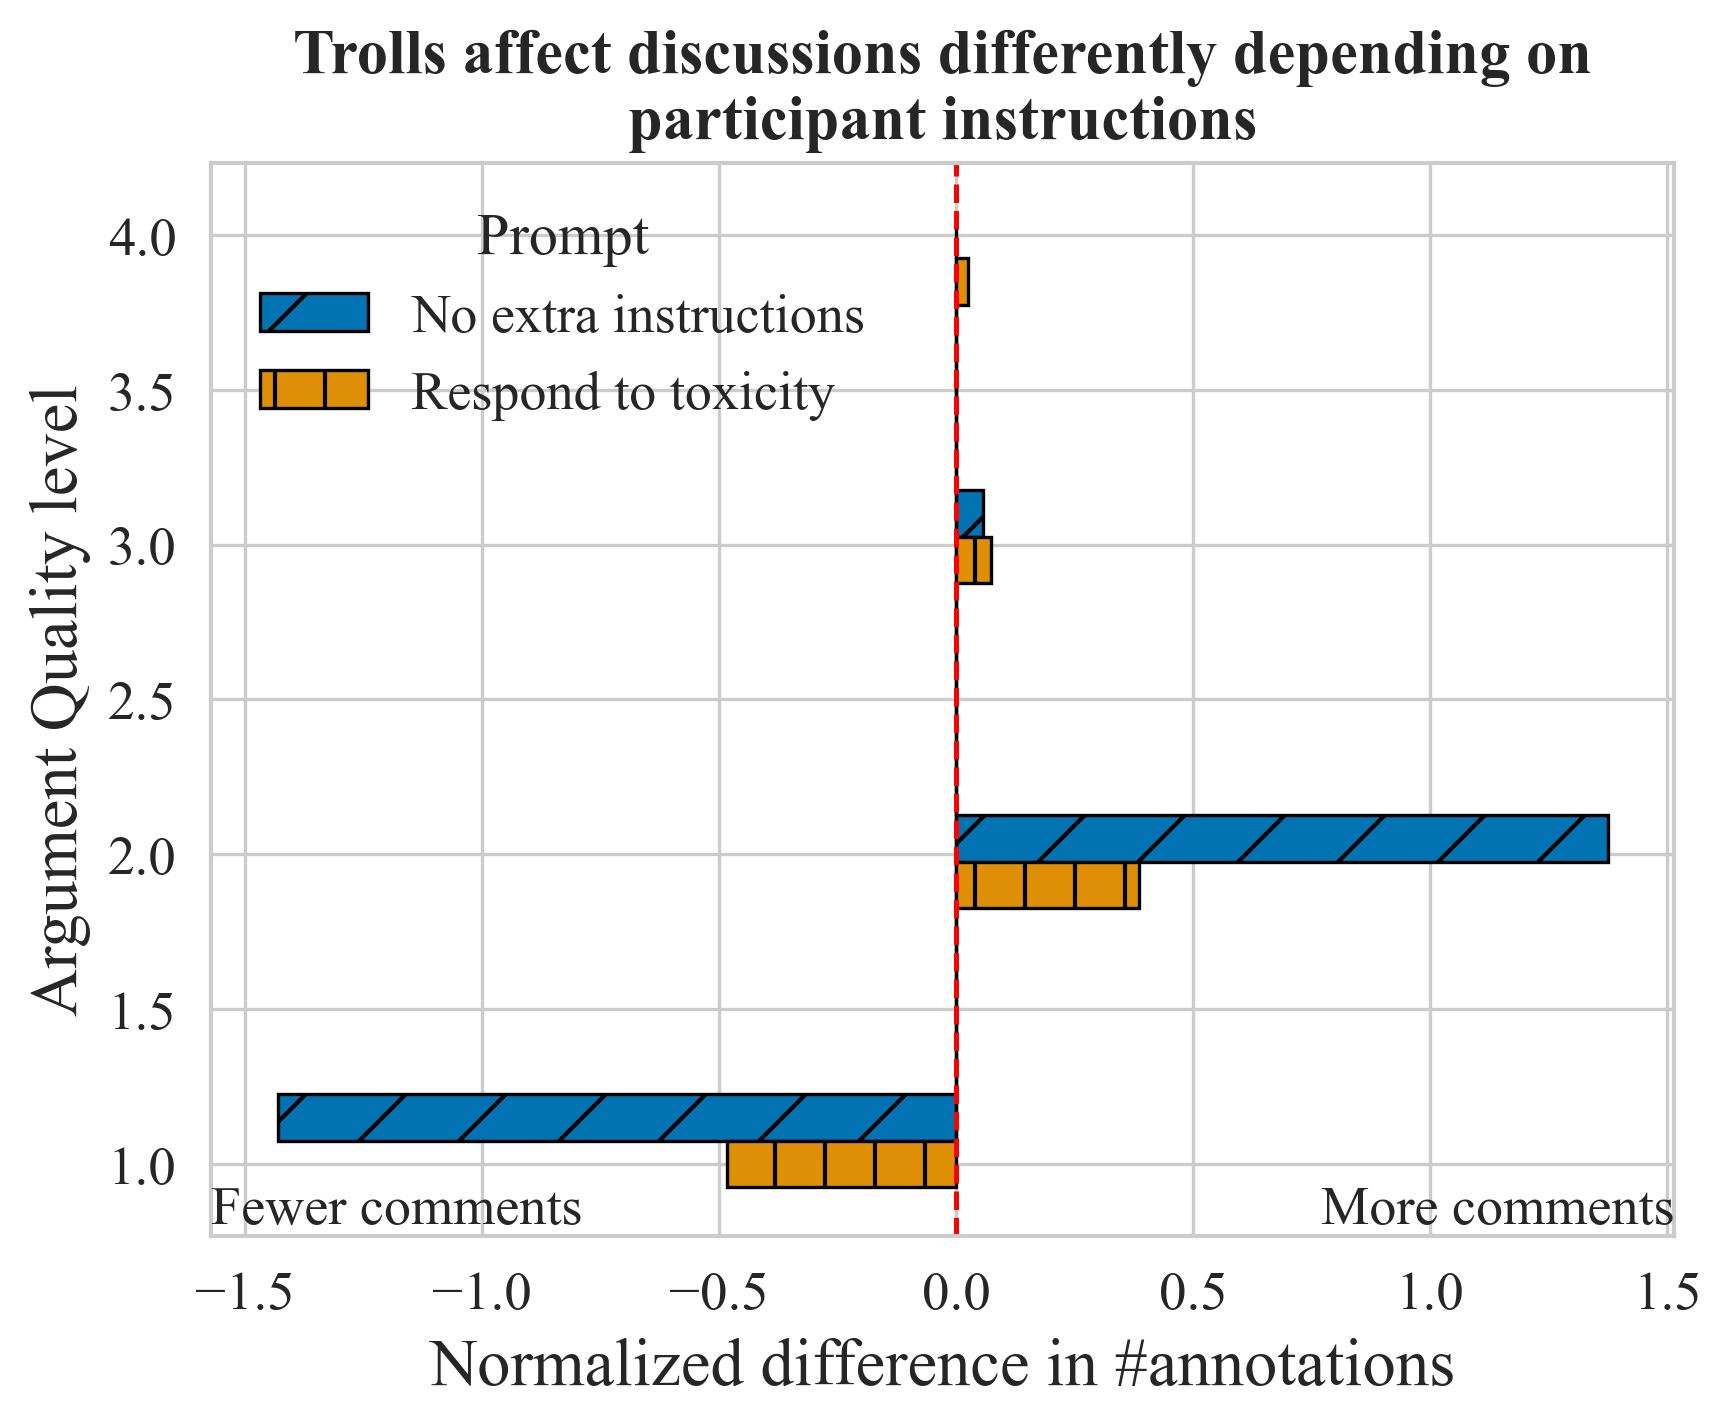 Trolls affect discussions differently depending on
participant instructions
Argument Quality level
4.0
3.5
3.0
2.5
2.0
1.5
1.0
Prompt
No extra instructions
Respond to toxicity
Fewer comments
More comments
−1.5
−1.0
−0.5
0.0
0.5
1.0
1.5
Normalized difference in #annotations